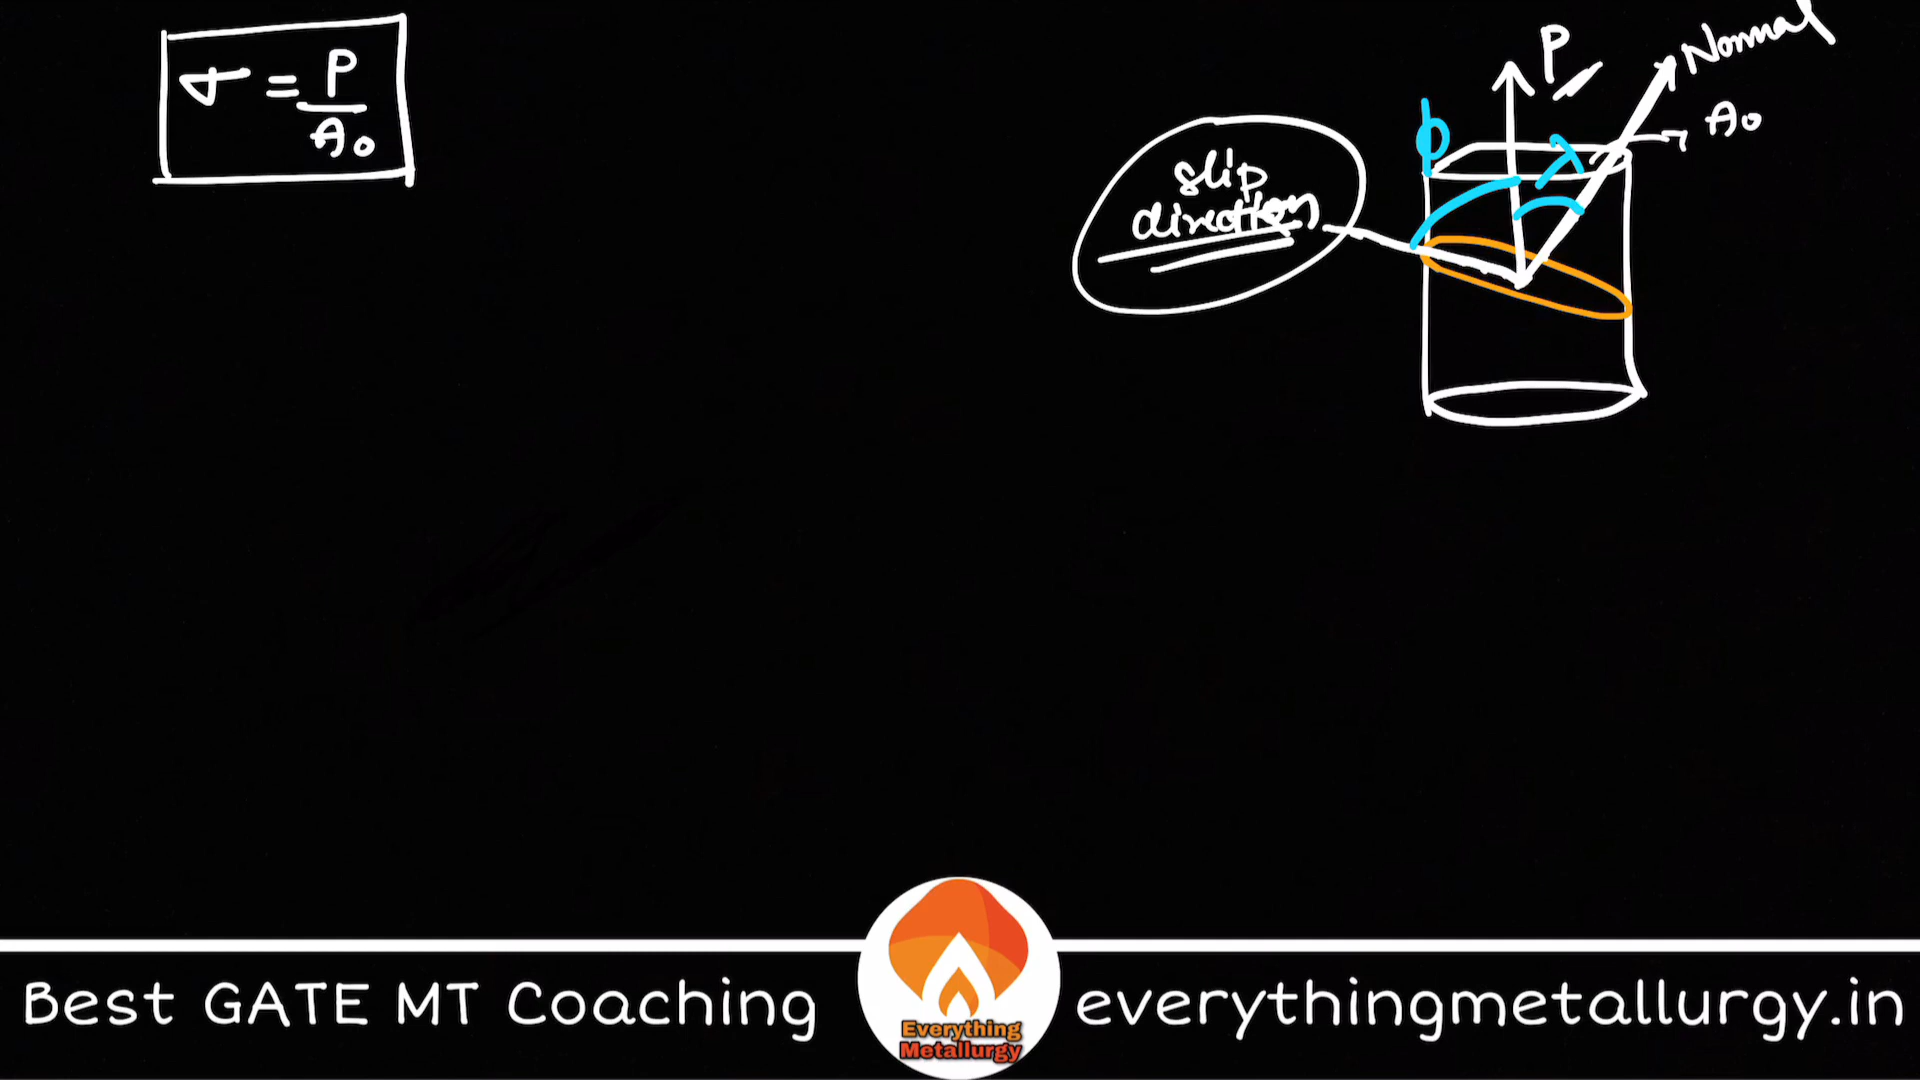 σ = P / A₀
P
Normal
A₀
ϕ
λ
slip
direction
Best GATE MT Coaching
Everything
Metallurgy
everythingmetallurgy.in